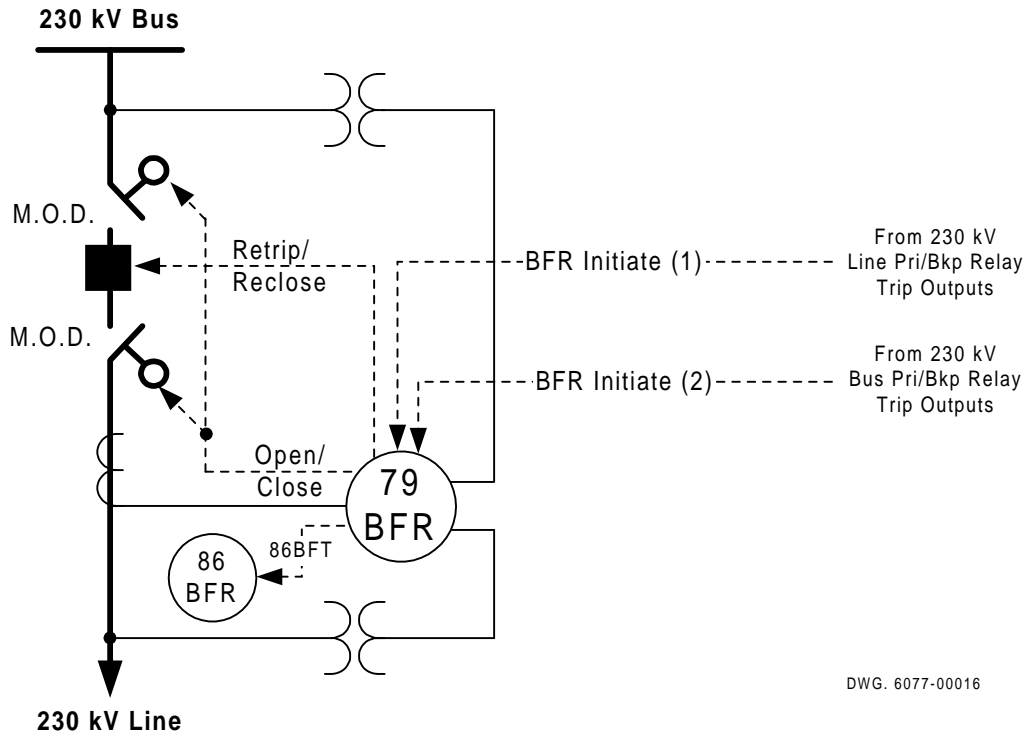 230 kV Bus
M.O.D.
Retrip/
Reclose
BFR Initiate (1)
From 230 kV
Line Pri/Bkp Relay
Trip Outputs
M.O.D.
BFR Initiate (2)
From 230 kV
Bus Pri/Bkp Relay
Trip Outputs
Open/
Close
79
BFR
86BFT
86
BFR
DWG. 6077-00016
230 kV Line